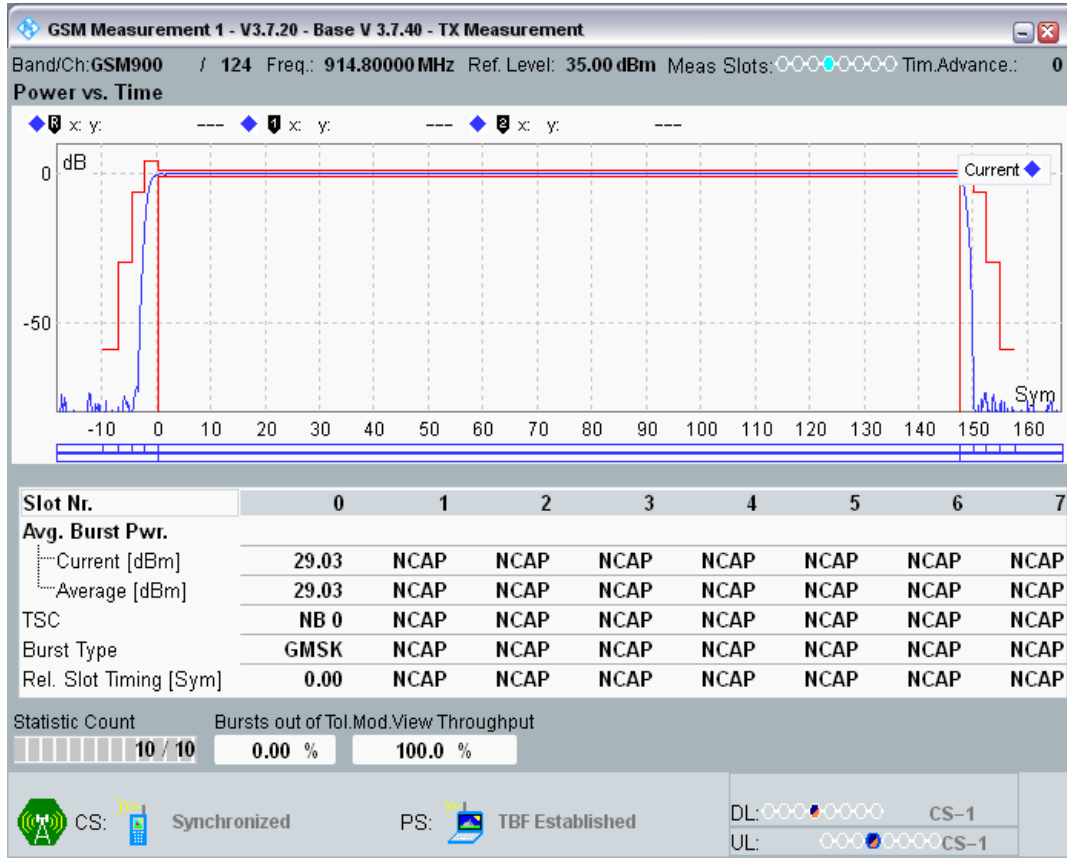 GSM Measurement 1 - V3.7.20 - Base V 3.7.40 - TX Measurement
Band/Ch:GSM900 / 124 Freq.: 914.80000 MHz Ref. Level: 35.00 dBm Meas Slots: Tim.Advance.: 0
Power vs. Time
R x: y: --- 1 x: y: --- 2 x: y: ---
dB
Current
0
-50
Sym
-10 0 10 20 30 40 50 60 70 80 90 100 110 120 130 140 150 160
Slot Nr. 0 1 2 3 4 5 6 7
Avg. Burst Pwr.
Current [dBm] 29.03 NCAP NCAP NCAP NCAP NCAP NCAP NCAP
Average [dBm] 29.03 NCAP NCAP NCAP NCAP NCAP NCAP NCAP
TSC NB 0 NCAP NCAP NCAP NCAP NCAP NCAP NCAP
Burst Type GMSK NCAP NCAP NCAP NCAP NCAP NCAP NCAP
Rel. Slot Timing [Sym] 0.00 NCAP NCAP NCAP NCAP NCAP NCAP NCAP
Statistic Count Bursts out of Tol. Mod.View Throughput
10 / 10 0.00 % 100.0 %
CS: Synchronized PS: TBF Established
DL: CS-1
UL: CS-1